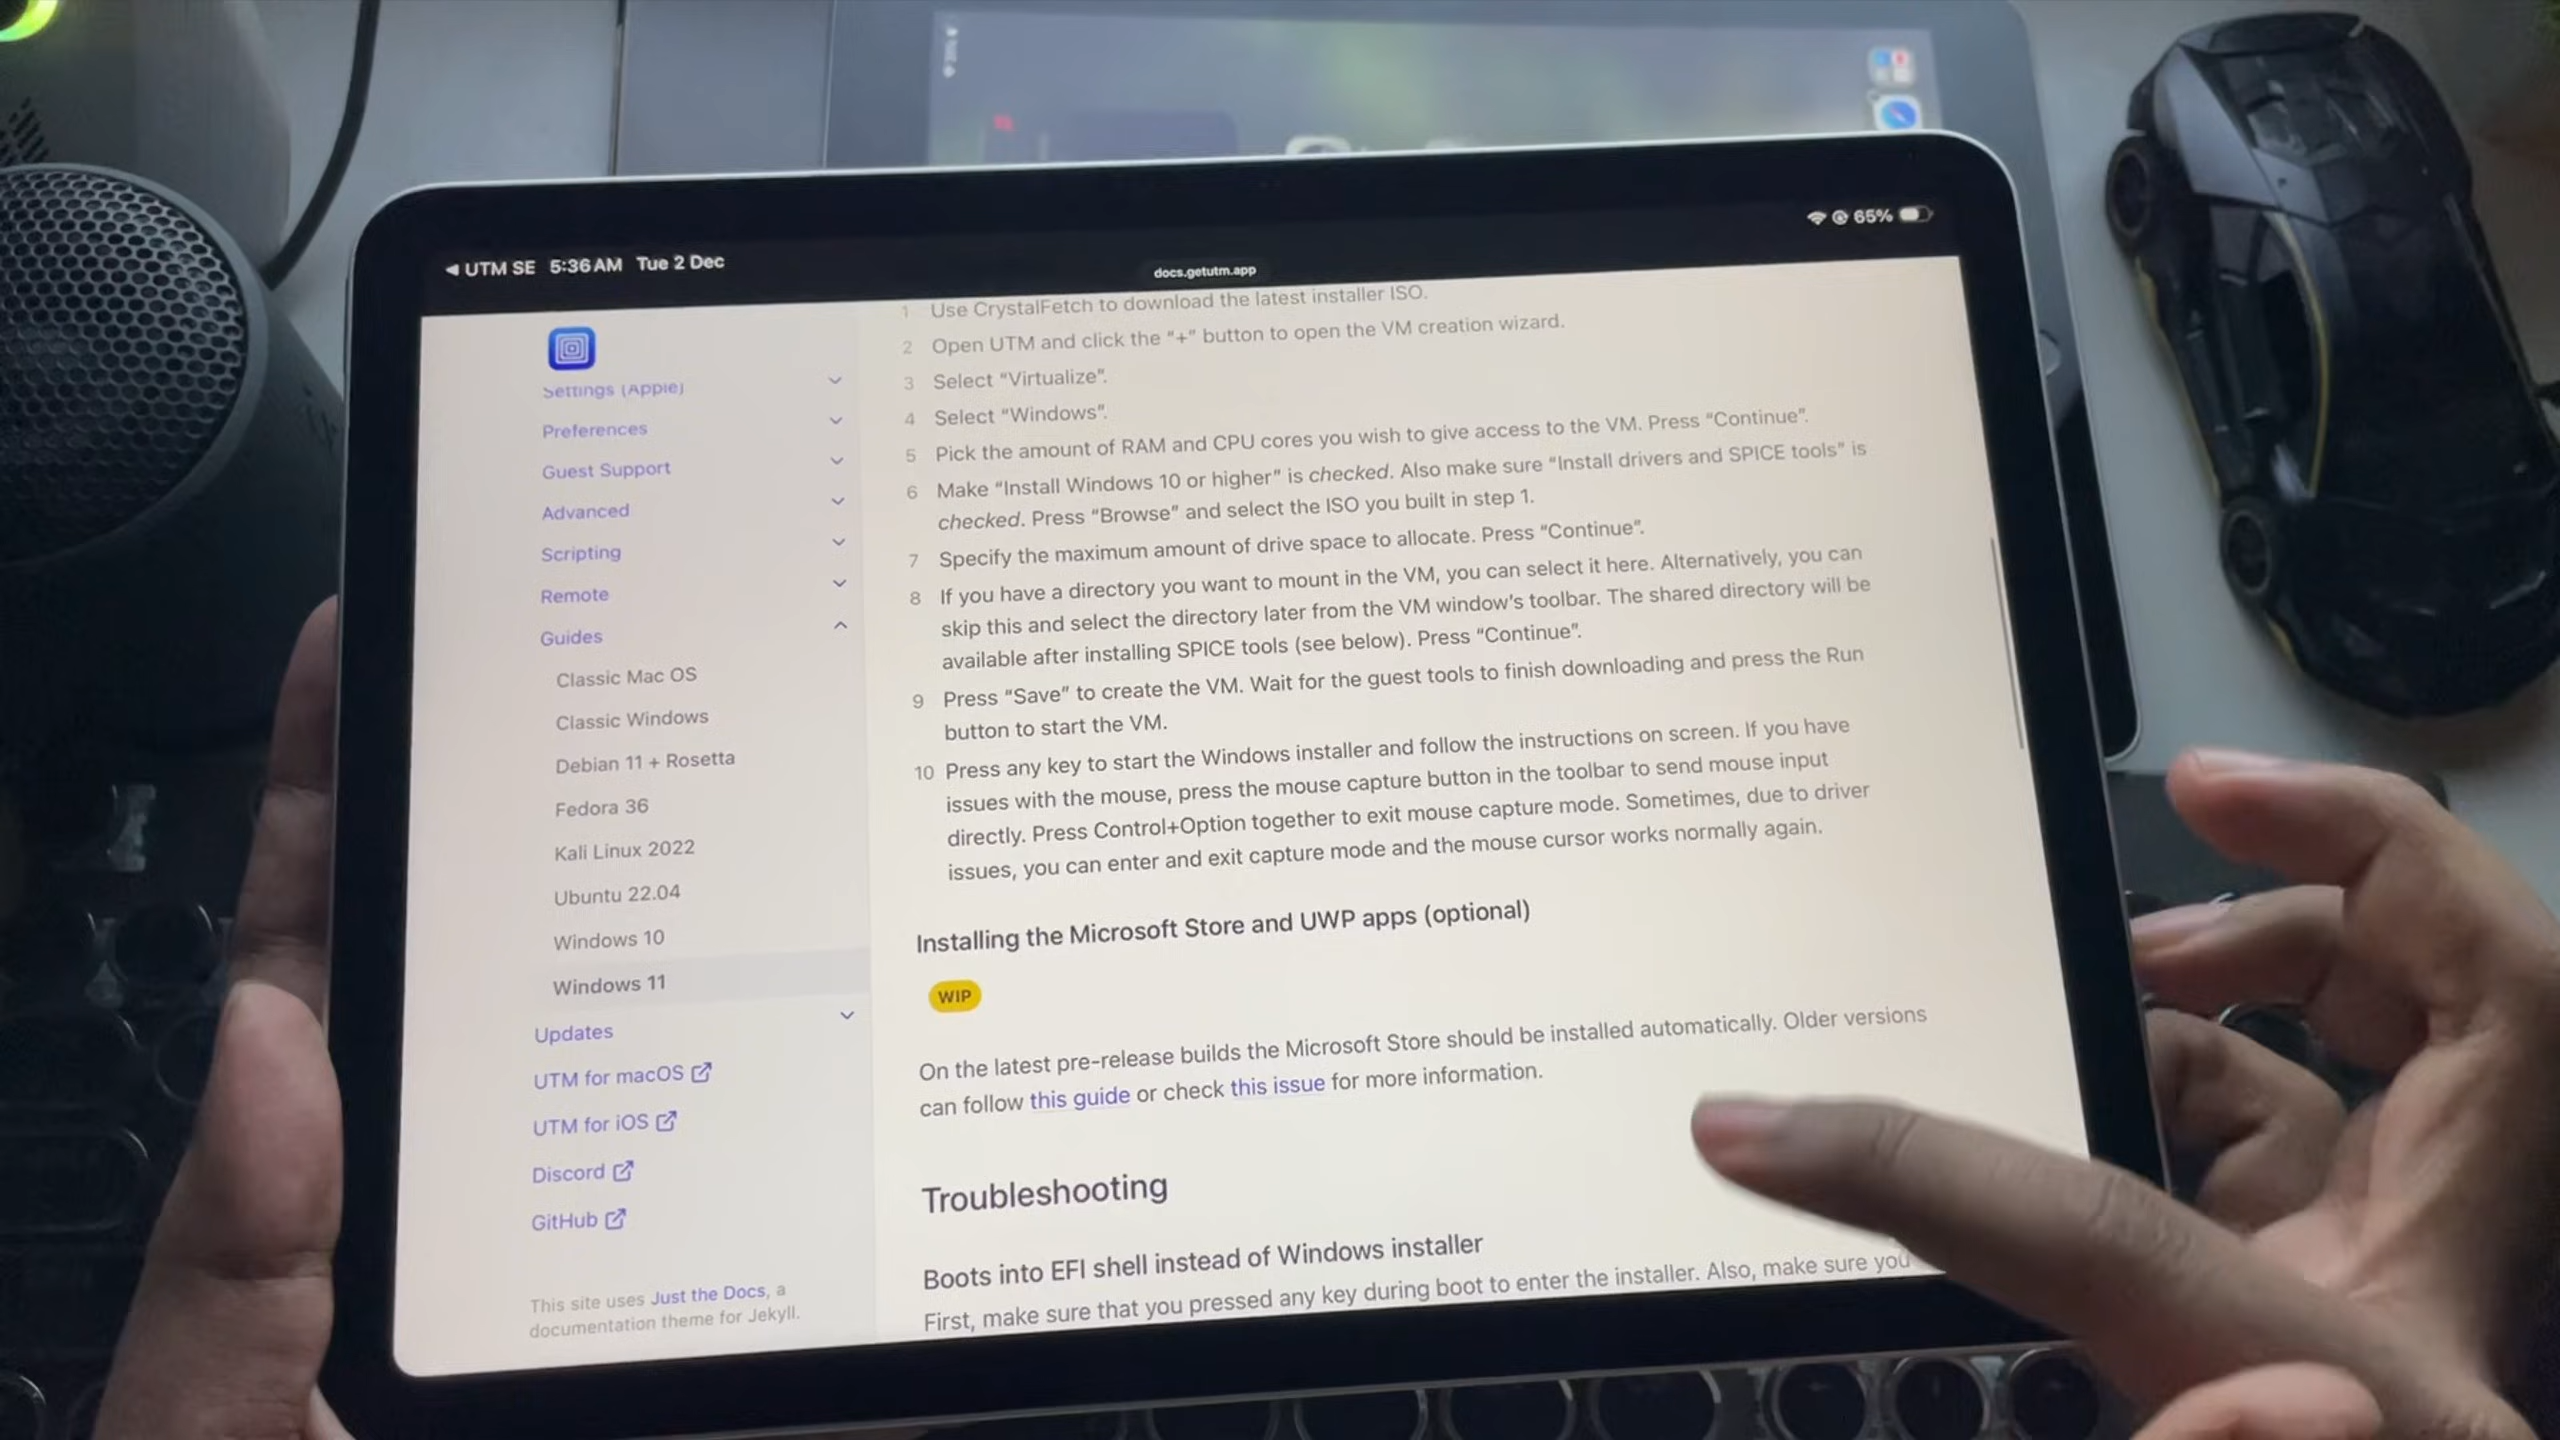 ◀ UTM SE 5:36 AM Tue 2 Dec
65%
docs.getutm.app
Settings (Apple)
Preferences
Guest Support
Advanced
Scripting
Remote
Guides
Classic Mac OS
Classic Windows
Debian 11 + Rosetta
Fedora 36
Kali Linux 2022
Ubuntu 22.04
Windows 10
Windows 11
Updates
UTM for macOS
UTM for iOS
Discord
GitHub
This site uses Just the Docs, a
documentation theme for Jekyll.
1 Use CrystalFetch to download the latest installer ISO.
2 Open UTM and click the “+” button to open the VM creation wizard.
3 Select “Virtualize”.
4 Select “Windows”.
5 Pick the amount of RAM and CPU cores you wish to give access to the VM. Press “Continue”.
6 Make “Install Windows 10 or higher” is checked. Also make sure “Install drivers and SPICE tools” is
checked. Press “Browse” and select the ISO you built in step 1.
7 Specify the maximum amount of drive space to allocate. Press “Continue”.
8 If you have a directory you want to mount in the VM, you can select it here. Alternatively, you can
skip this and select the directory later from the VM window’s toolbar. The shared directory will be
available after installing SPICE tools (see below). Press “Continue”.
9 Press “Save” to create the VM. Wait for the guest tools to finish downloading and press the Run
button to start the VM.
10 Press any key to start the Windows installer and follow the instructions on screen. If you have
issues with the mouse, press the mouse capture button in the toolbar to send mouse input
directly. Press Control+Option together to exit mouse capture mode. Sometimes, due to driver
issues, you can enter and exit capture mode and the mouse cursor works normally again.
Installing the Microsoft Store and UWP apps (optional)
WIP
On the latest pre-release builds the Microsoft Store should be installed automatically. Older versions
can follow this guide or check this issue for more information.
Troubleshooting
Boots into EFI shell instead of Windows installer
First, make sure that you pressed any key during boot to enter the installer. Also, make sure you